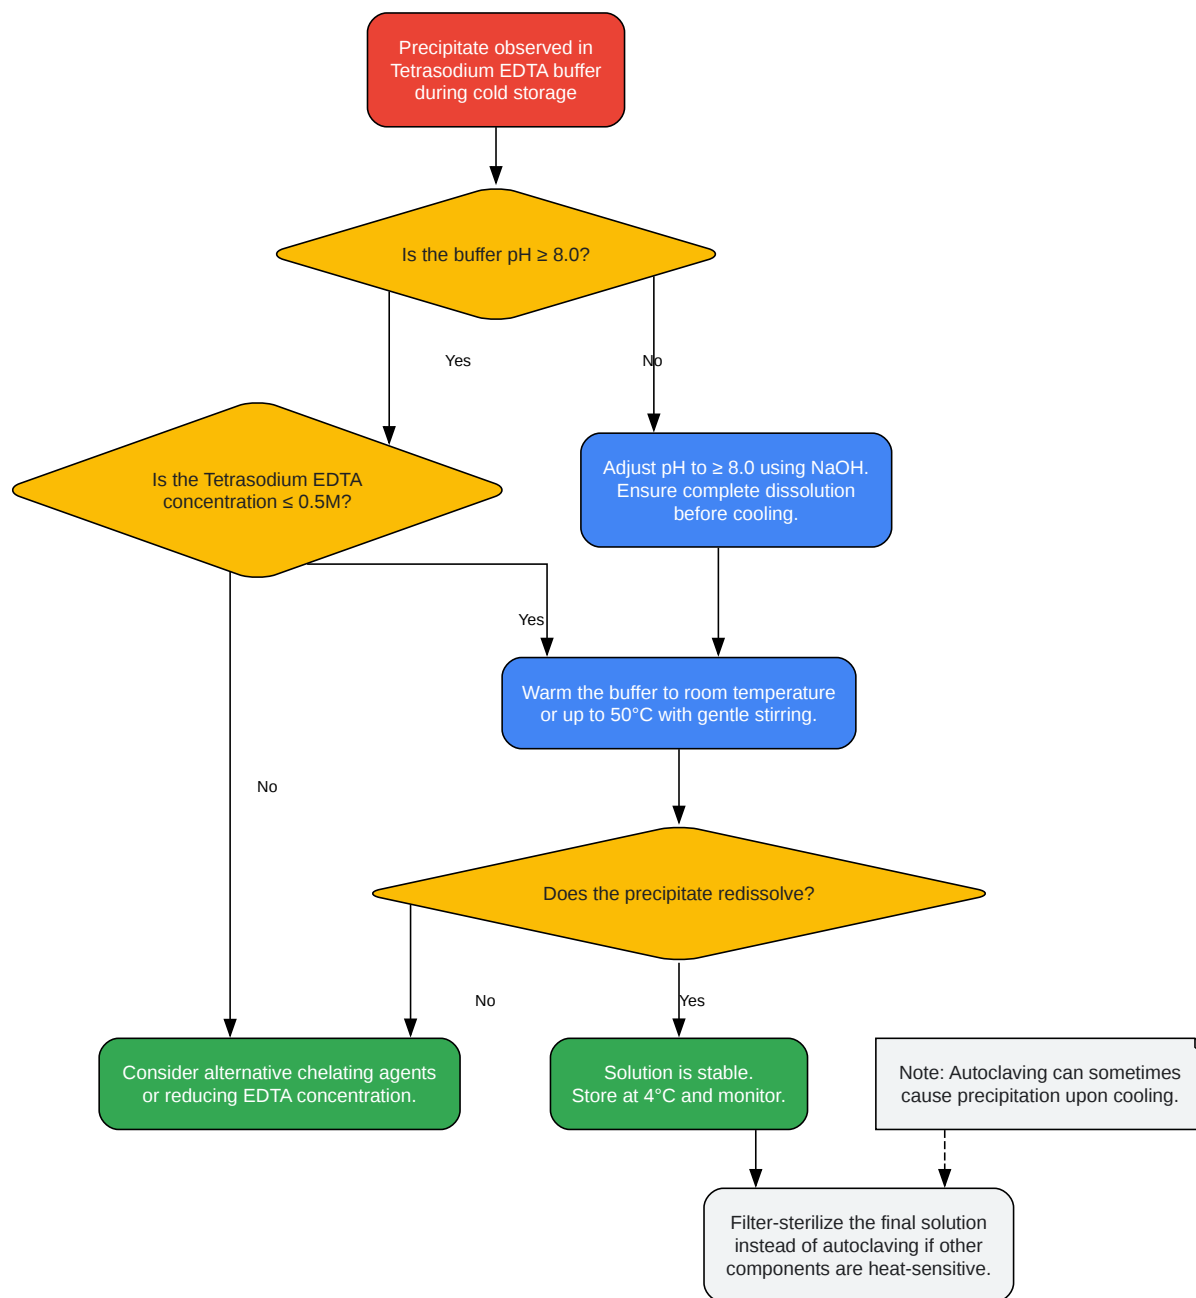 Precipitate observed in
Tetrasodium EDTA buffer
during cold storage
Is the buffer pH ≥ 8.0?
Yes
No
Is the Tetrasodium EDTA
concentration ≤ 0.5M?
Adjust pH to ≥ 8.0 using NaOH.
Ensure complete dissolution
before cooling.
Yes
Warm the buffer to room temperature
or up to 50°C with gentle stirring.
No
Does the precipitate redissolve?
No
Yes
Consider alternative chelating agents
or reducing EDTA concentration.
Solution is stable.
Store at 4°C and monitor.
Note: Autoclaving can sometimes
cause precipitation upon cooling.
Filter-sterilize the final solution
instead of autoclaving if other
components are heat-sensitive.